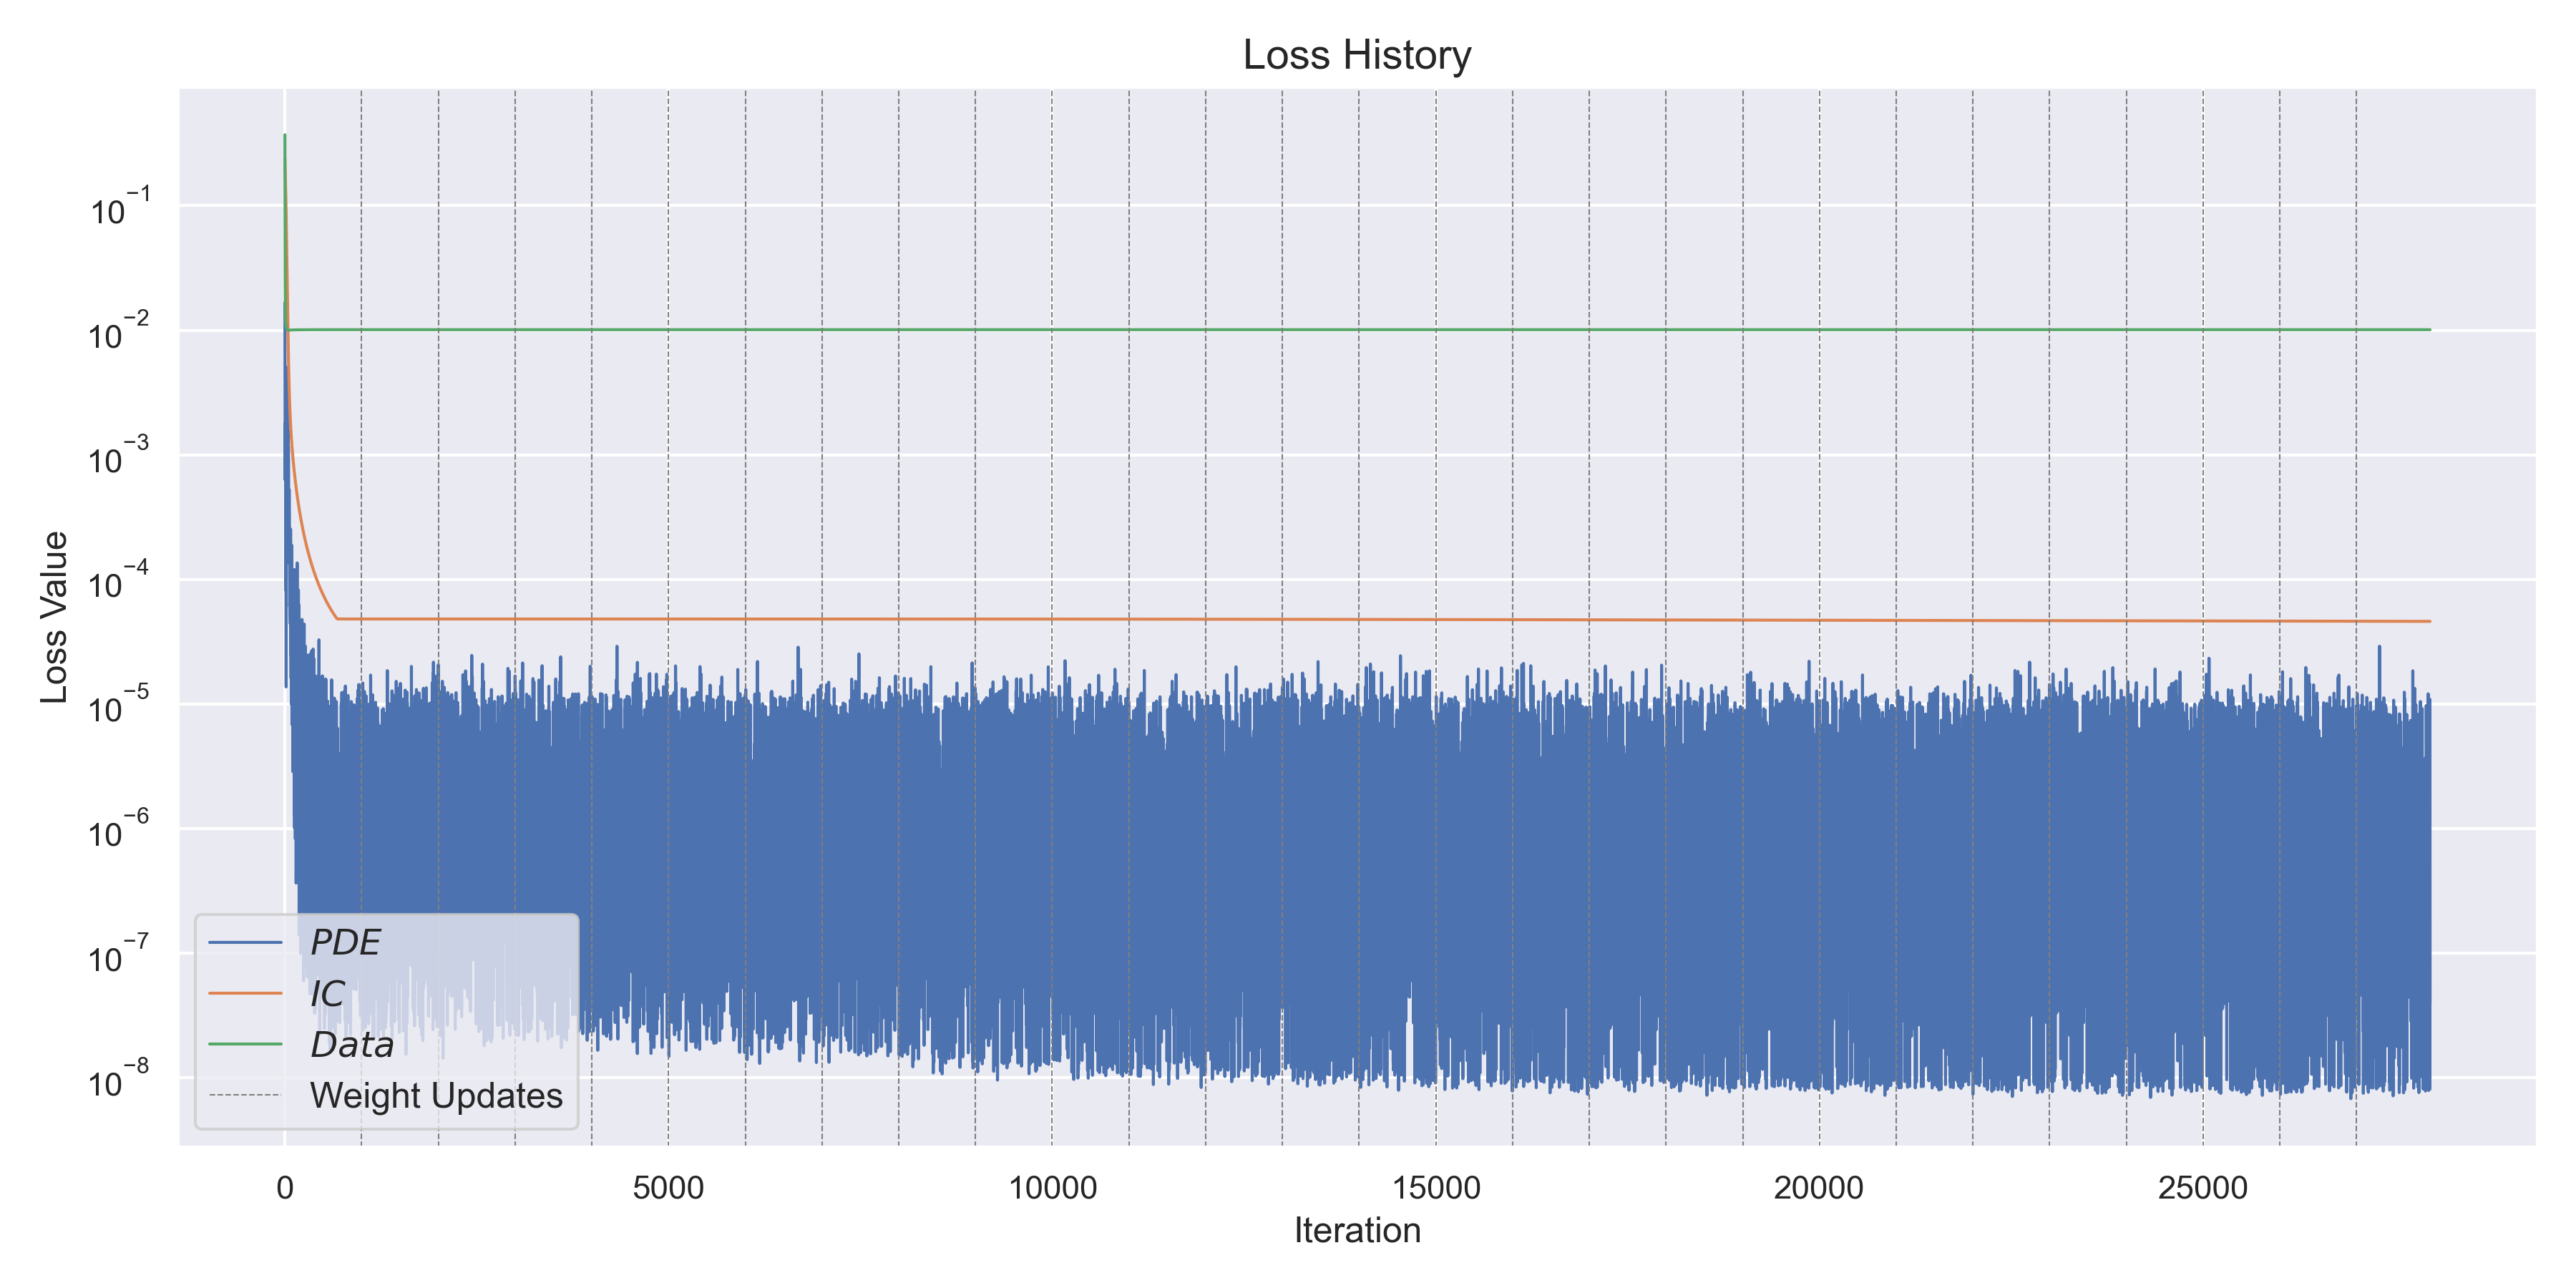 Loss History
Loss Value
10⁻¹
10⁻²
10⁻³
10⁻⁴
10⁻⁵
10⁻⁶
10⁻⁷
10⁻⁸
PDE
IC
Data
Weight Updates
0 5000 10000 15000 20000 25000
Iteration